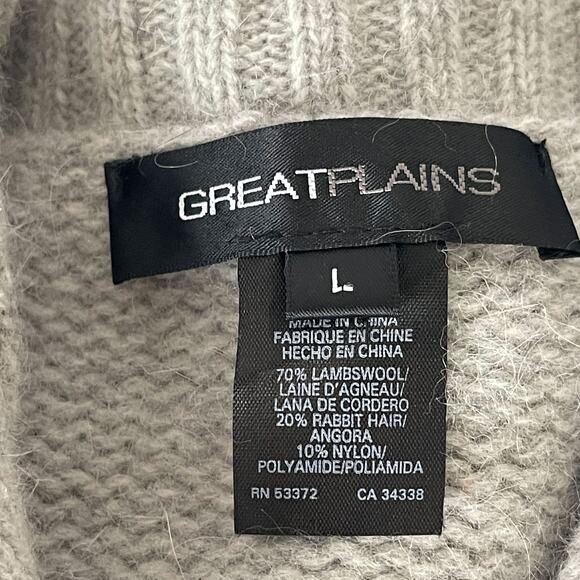 GREATPLAINS
L
MADE IN CHINA
FABRIQUE EN CHINE
HECHO EN CHINA
70% LAMBSWOOL/
LAINE D'AGNEAU/
LANA DE CORDERO
20% RABBIT HAIR/
ANGORA
10% NYLON/
POLYAMIDE/POLIAMIDA
RN 53372 CA 34338